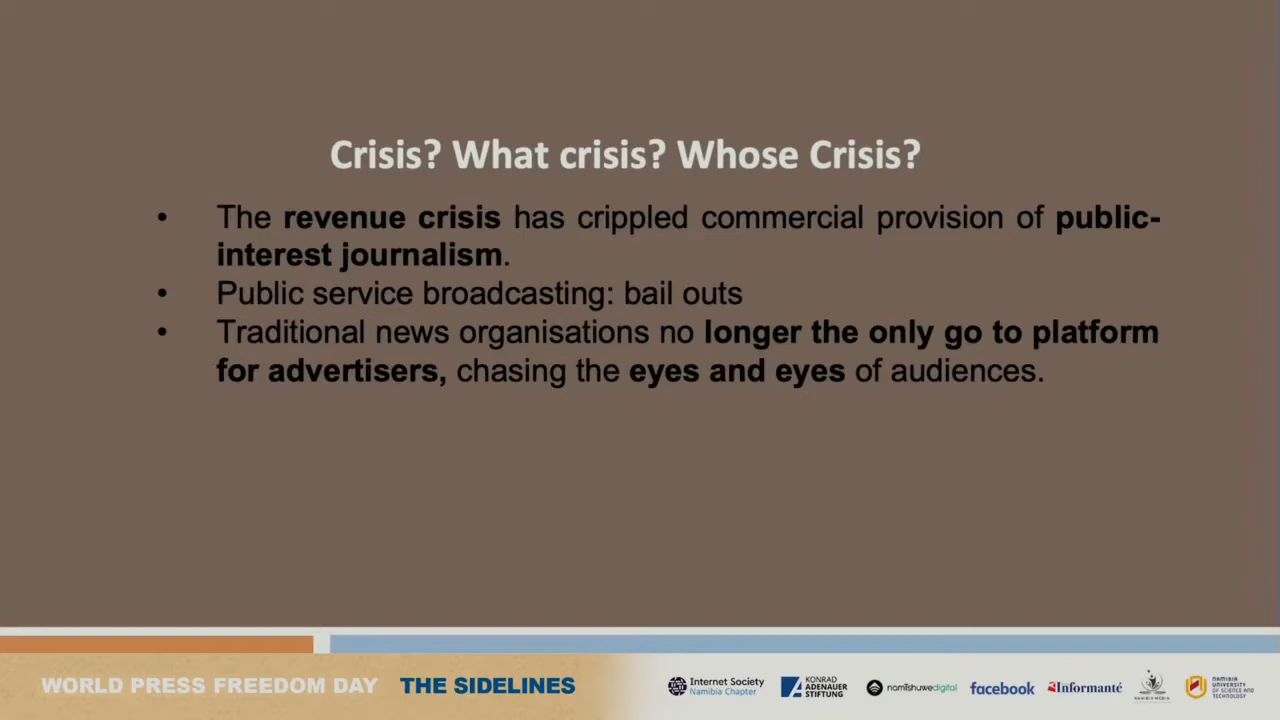 Crisis? What crisis? Whose Crisis?
• The revenue crisis has crippled commercial provision of public-
interest journalism.
• Public service broadcasting: bail outs
• Traditional news organisations no longer the only go to platform
for advertisers, chasing the eyes and eyes of audiences.
WORLD PRESS FREEDOM DAY THE SIDELINES
Internet Society
Namibia Chapter
KONRAD
ADENAUER
STIFTUNG
namtishuwedigital
facebook
Informanté
NAMIBIA MEDIA
NAMIBIA
UNIVERSITY
OF SCIENCE AND
TECHNOLOGY